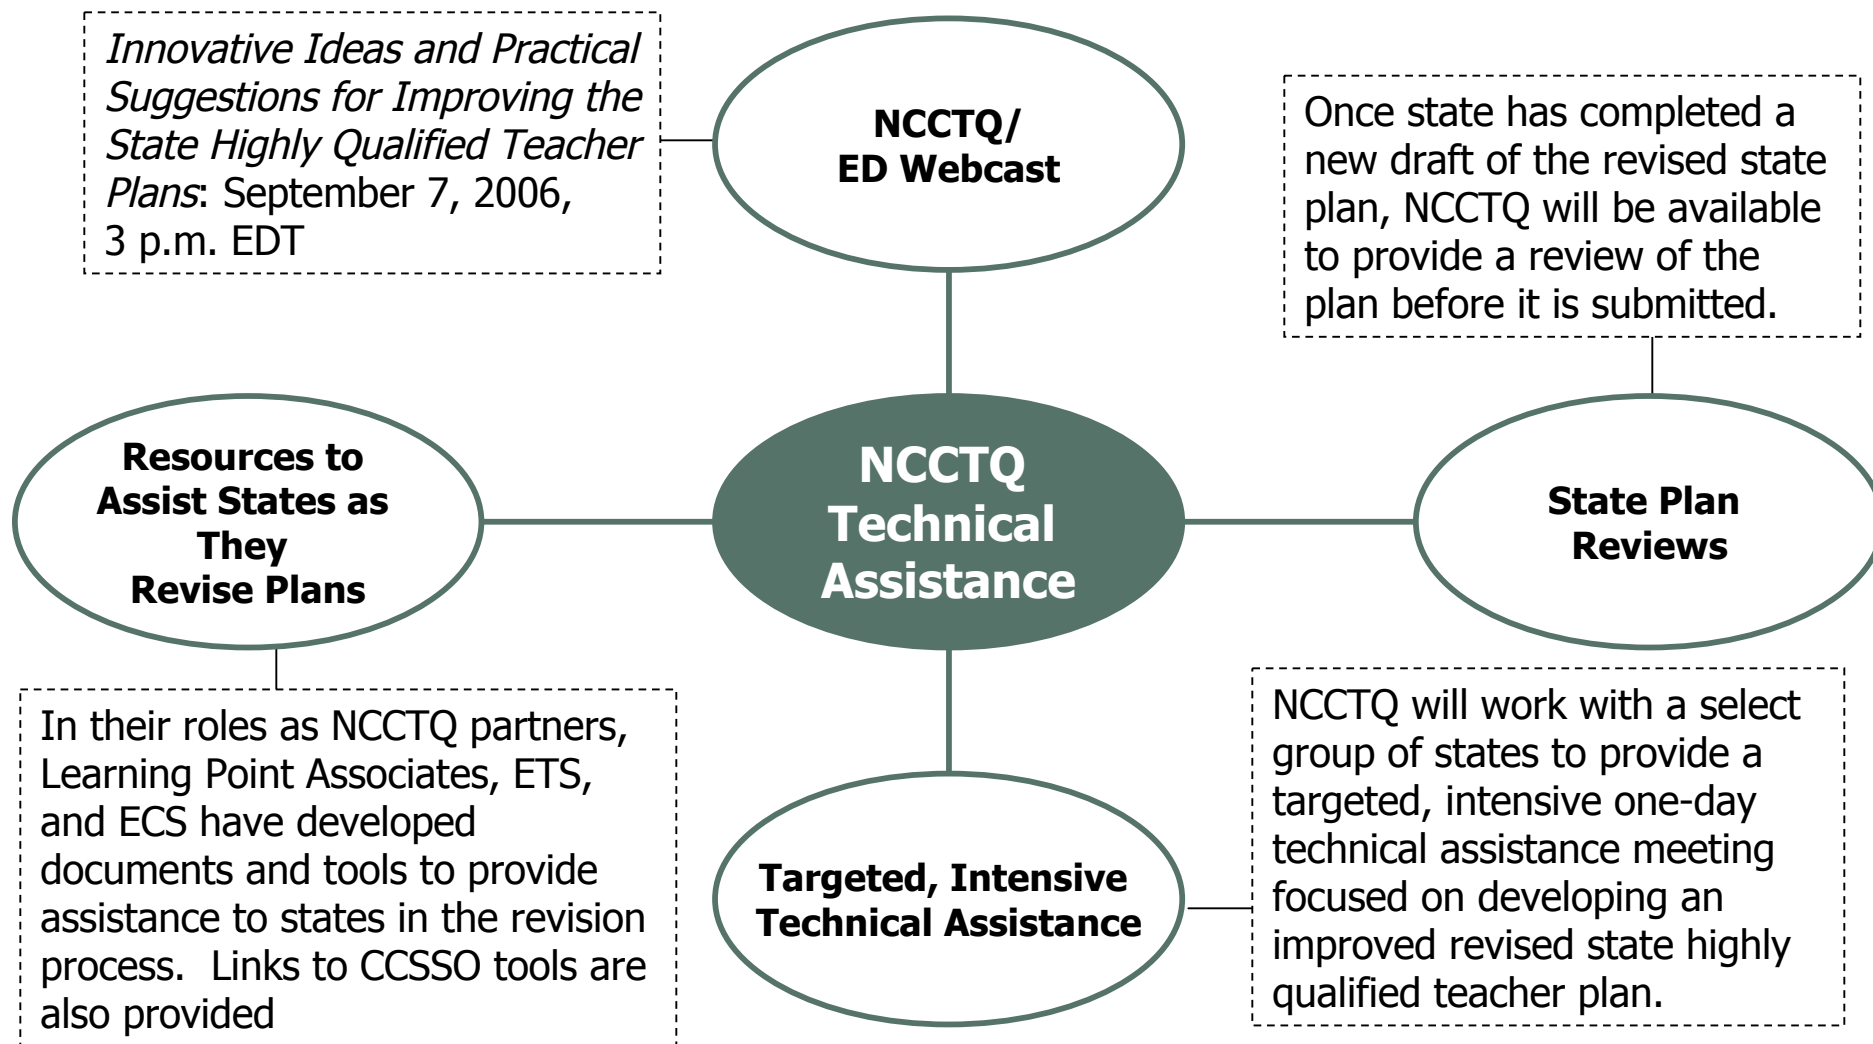 Innovative Ideas and Practical
Suggestions for Improving the
State Highly Qualified Teacher
Plans: September 7, 2006,
3 p.m. EDT
NCCTQ/
ED Webcast
Once state has completed a
new draft of the revised state
plan, NCCTQ will be available
to provide a review of the
plan before it is submitted.
Resources to
Assist States as
They
Revise Plans
NCCTQ
Technical
Assistance
State Plan
Reviews
In their roles as NCCTQ partners,
Learning Point Associates, ETS,
and ECS have developed
documents and tools to provide
assistance to states in the revision
process.  Links to CCSSO tools are
also provided
Targeted, Intensive
Technical Assistance
NCCTQ will work with a select
group of states to provide a
targeted, intensive one-day
technical assistance meeting
focused on developing an
improved revised state highly
qualified teacher plan.